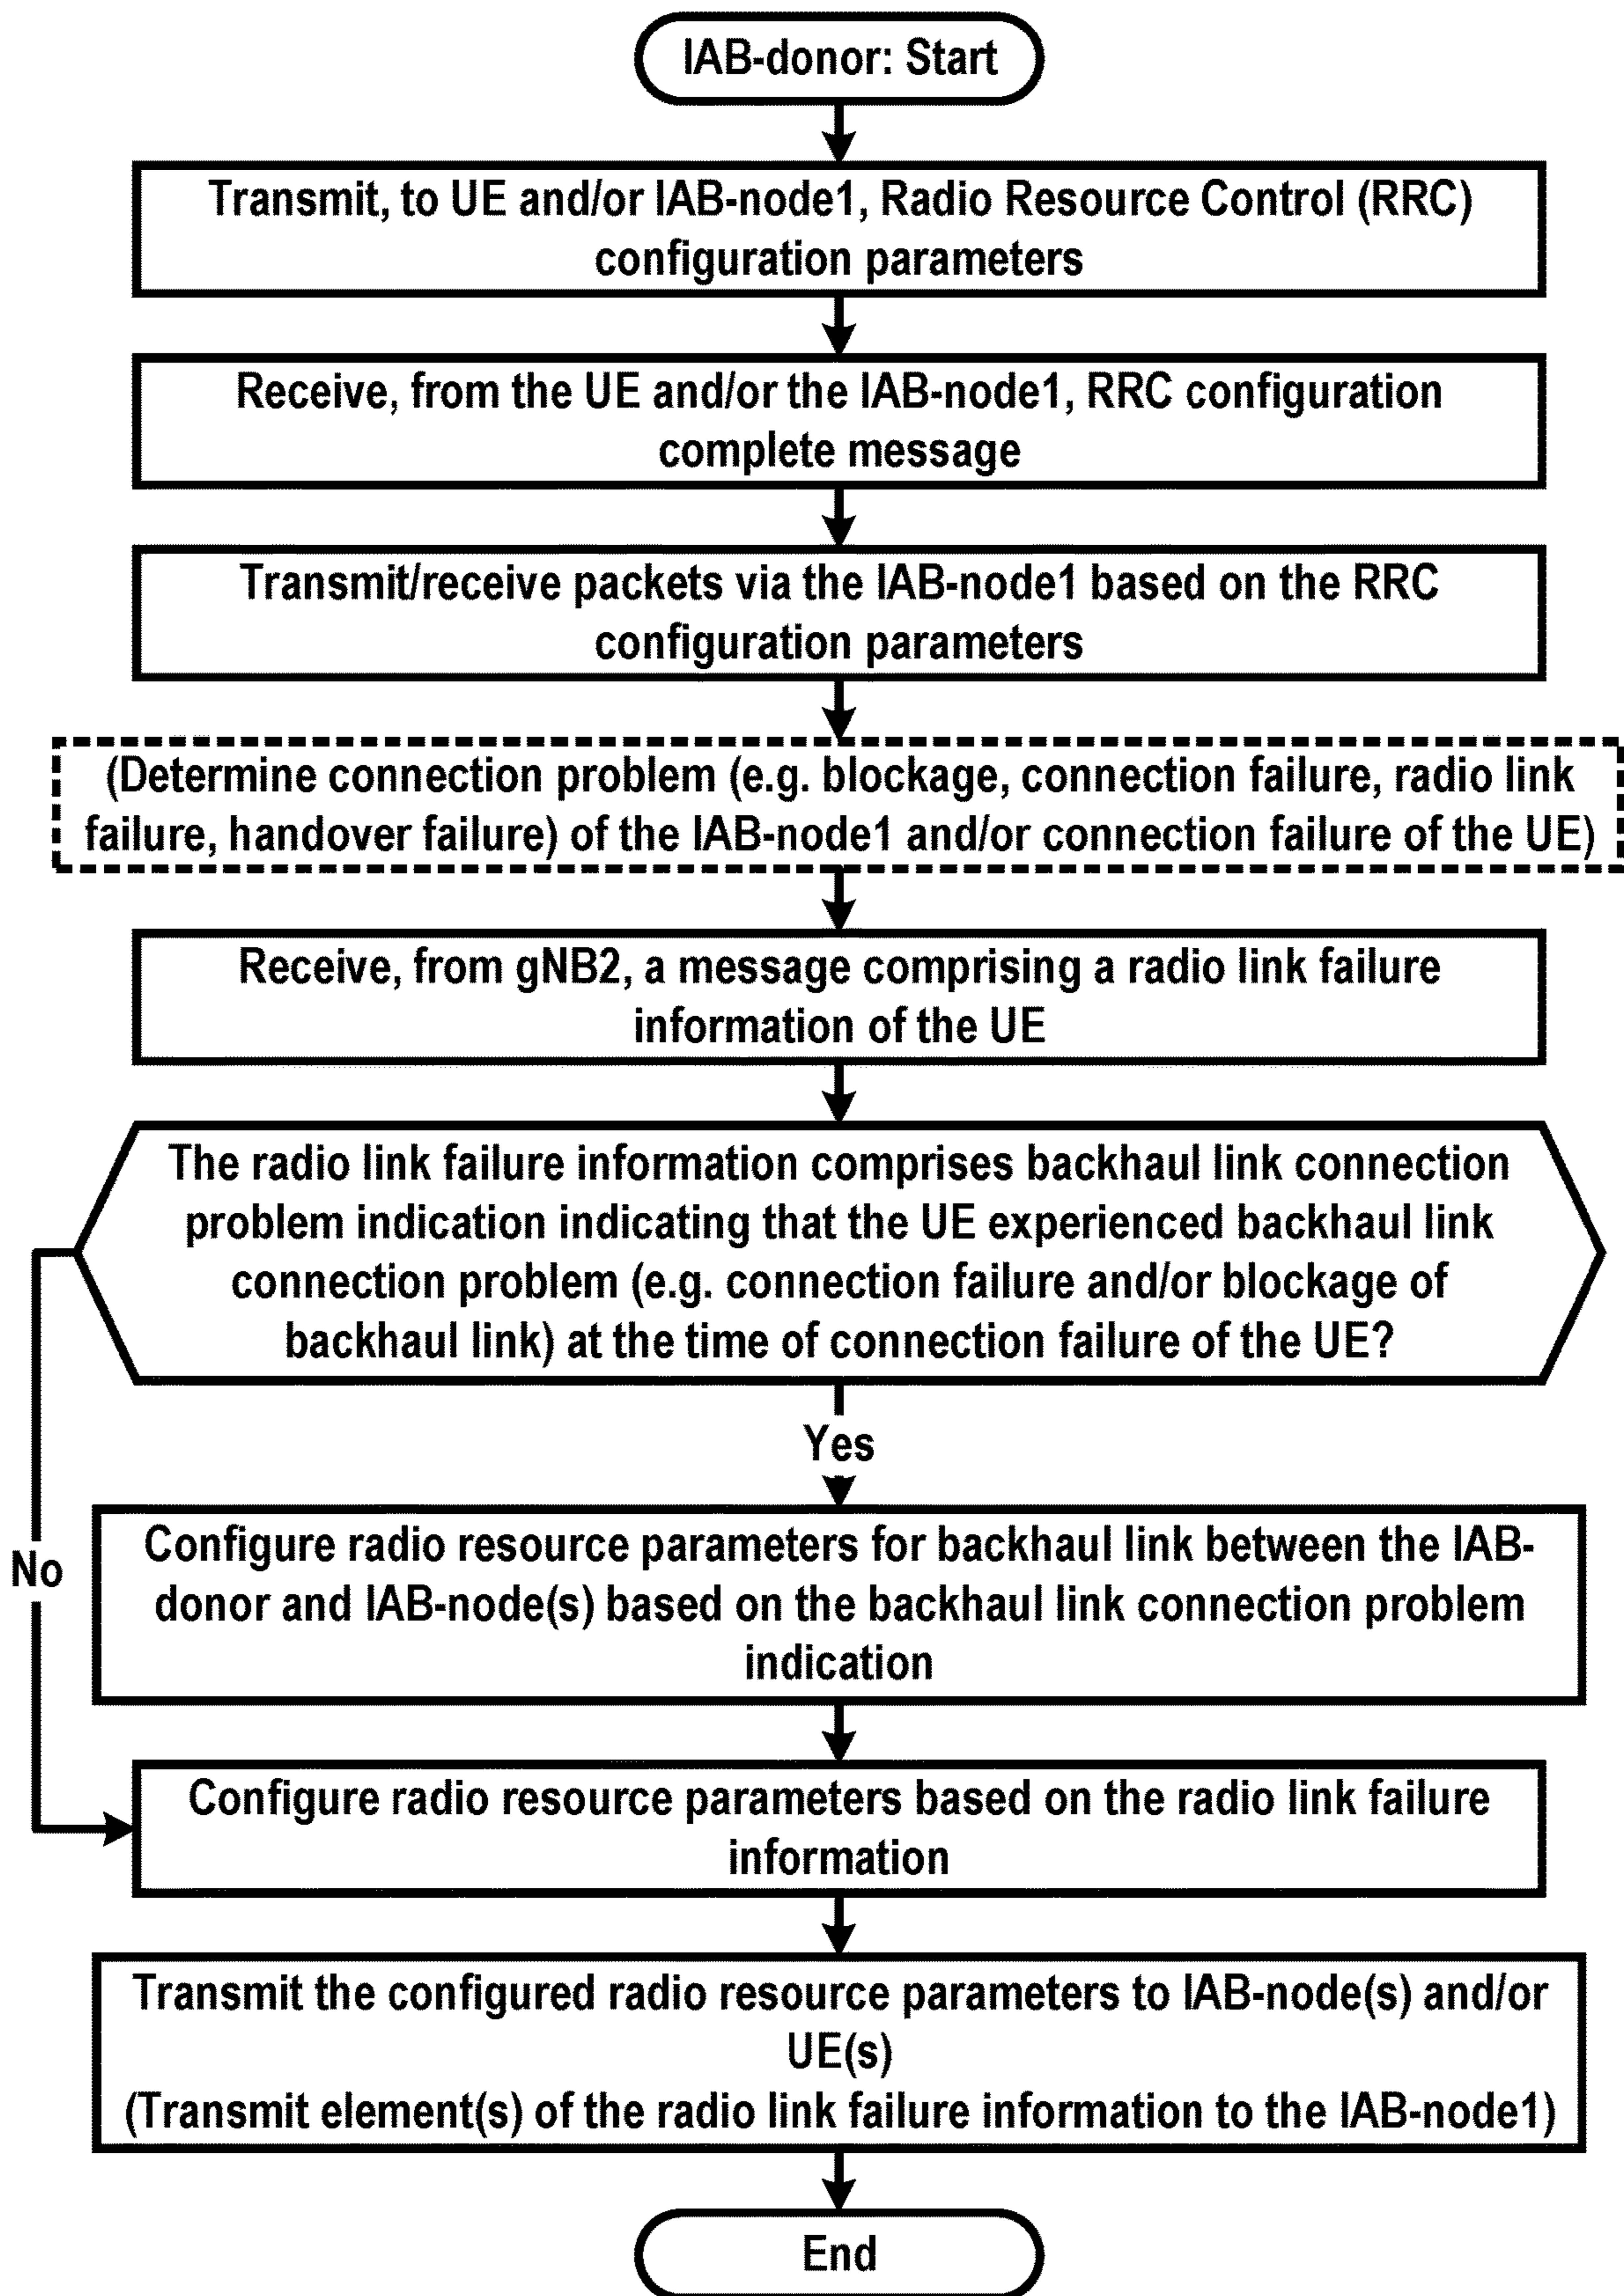 IAB-donor: Start
Transmit, to UE and/or IAB-node1, Radio Resource Control (RRC)
configuration parameters
Receive, from the UE and/or the IAB-node1, RRC configuration
complete message
Transmit/receive packets via the IAB-node1 based on the RRC
configuration parameters
(Determine connection problem (e.g. blockage, connection failure, radio link
failure, handover failure) of the IAB-node1 and/or connection failure of the UE)
Receive, from gNB2, a message comprising a radio link failure
information of the UE
The radio link failure information comprises backhaul link connection
problem indication indicating that the UE experienced backhaul link
connection problem (e.g. connection failure and/or blockage of
backhaul link) at the time of connection failure of the UE?
Yes
No
Configure radio resource parameters for backhaul link between the IAB-
donor and IAB-node(s) based on the backhaul link connection problem
indication
Configure radio resource parameters based on the radio link failure
information
Transmit the configured radio resource parameters to IAB-node(s) and/or
UE(s)
(Transmit element(s) of the radio link failure information to the IAB-node1)
End